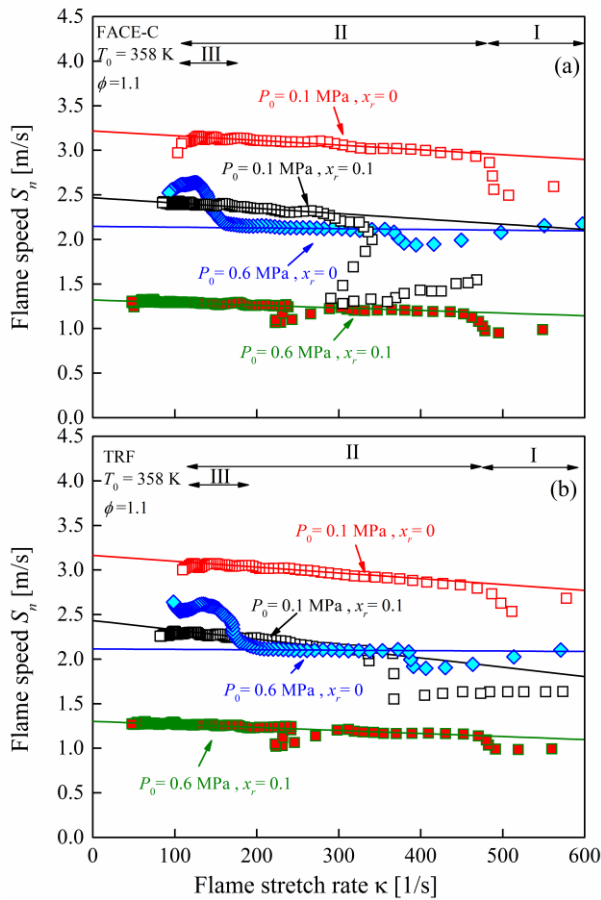 4.5
4.0
3.5
3.0
2.5
2.0
1.5
1.0
0.5
0.0
Flame speed Sₙ [m/s]
FACE-C
T₀ = 358 K
ϕ=1.1
II
I
III
(a)
P₀= 0.1 MPa , xᵣ= 0
P₀= 0.1 MPa , xᵣ= 0.1
P₀= 0.6 MPa , xᵣ= 0
P₀= 0.6 MPa , xᵣ= 0.1
4.5
4.0
3.5
3.0
2.5
2.0
1.5
1.0
0.5
0.0
Flame speed Sₙ [m/s]
TRF
T₀ = 358 K
ϕ=1.1
II
I
III
(b)
P₀= 0.1 MPa , xᵣ= 0
P₀= 0.1 MPa , xᵣ= 0.1
P₀= 0.6 MPa , xᵣ= 0
P₀= 0.6 MPa , xᵣ= 0.1
0 100 200 300 400 500 600
Flame stretch rate κ [1/s]